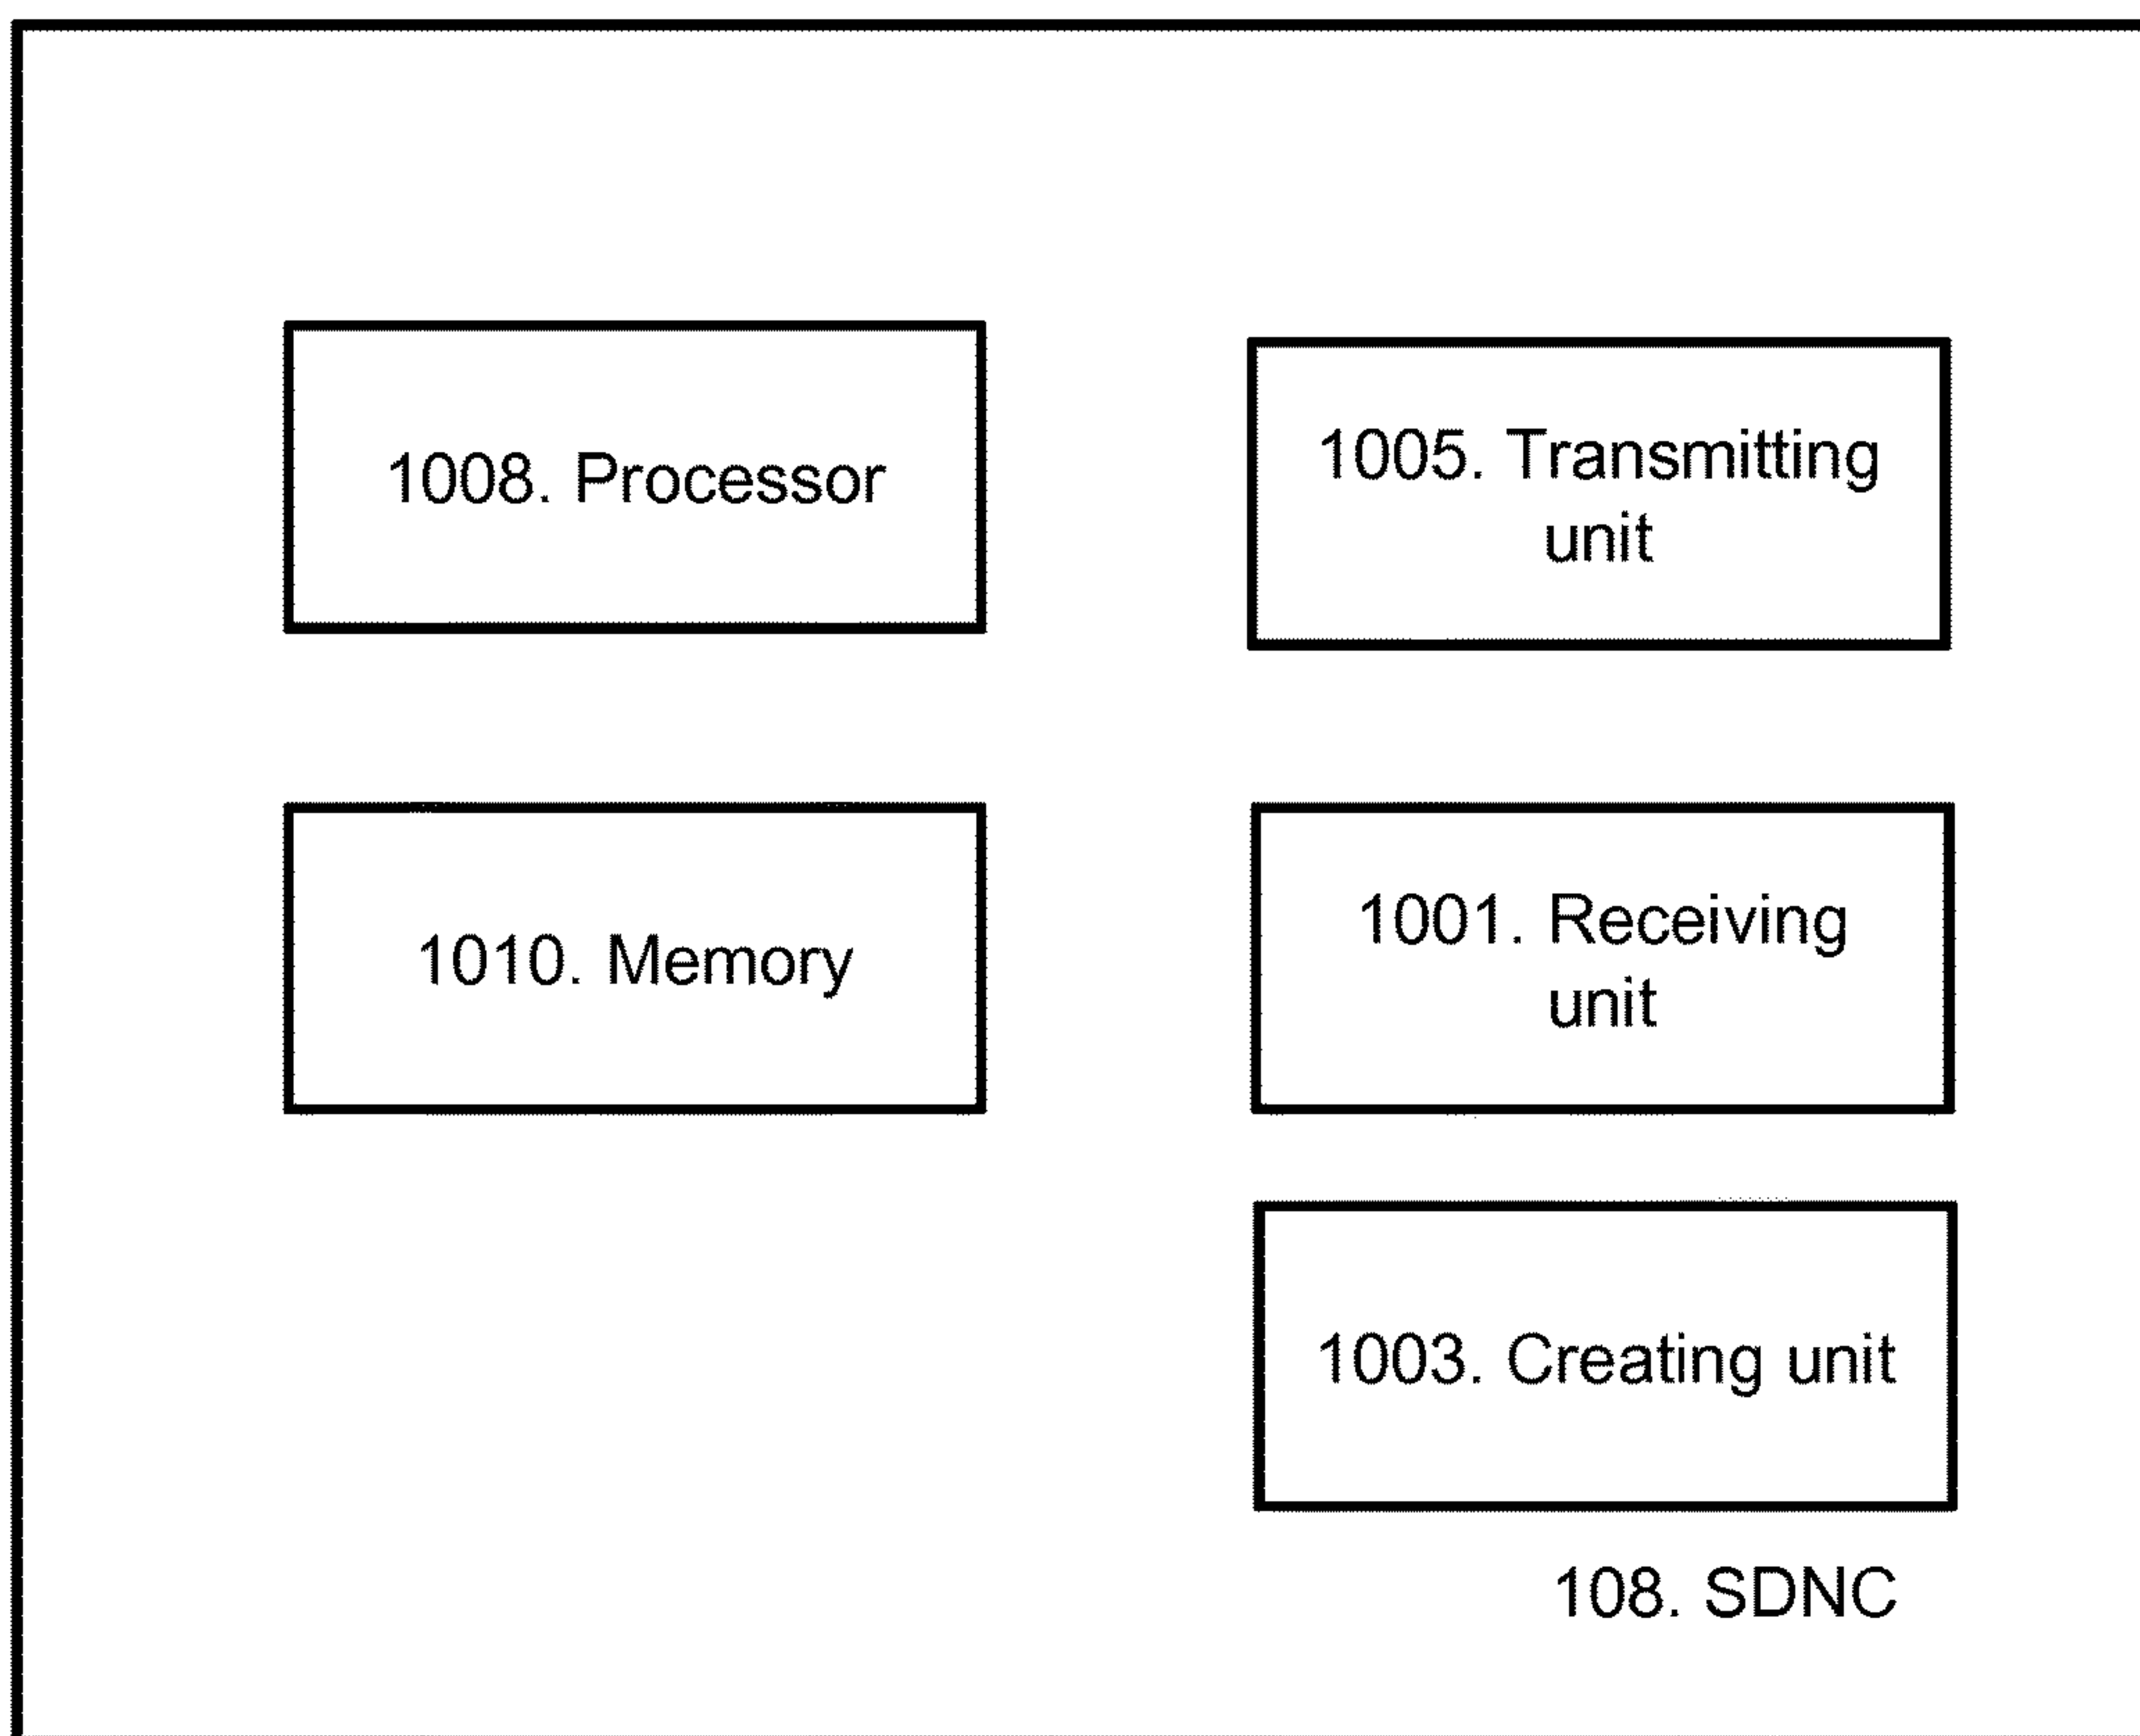 1008. Processor
1005. Transmitting
unit
1010. Memory
1001. Receiving
unit
1003. Creating unit
108. SDNC